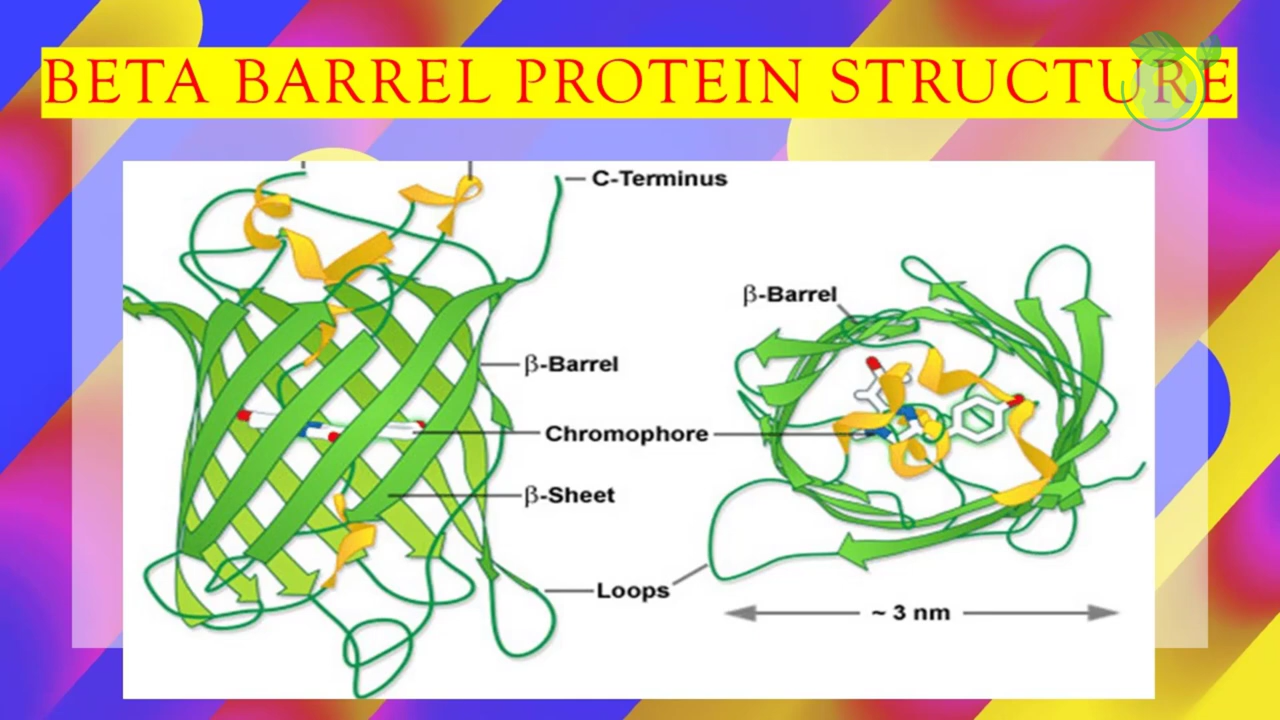 BETA BARREL PROTEIN STRUCTURE
C-Terminus
β-Barrel
β-Barrel
Chromophore
β-Sheet
Loops
~ 3 nm